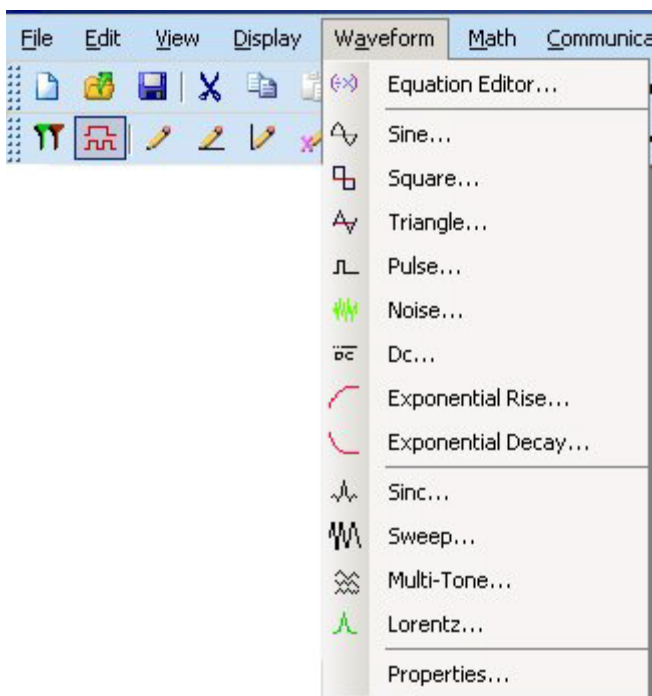 File Edit View Display Waveform Math Communica
Equation Editor...
Sine...
Square...
Triangle...
Pulse...
Noise...
DC Dc...
Exponential Rise...
Exponential Decay...
Sinc...
Sweep...
Multi-Tone...
Lorentz...
Properties...